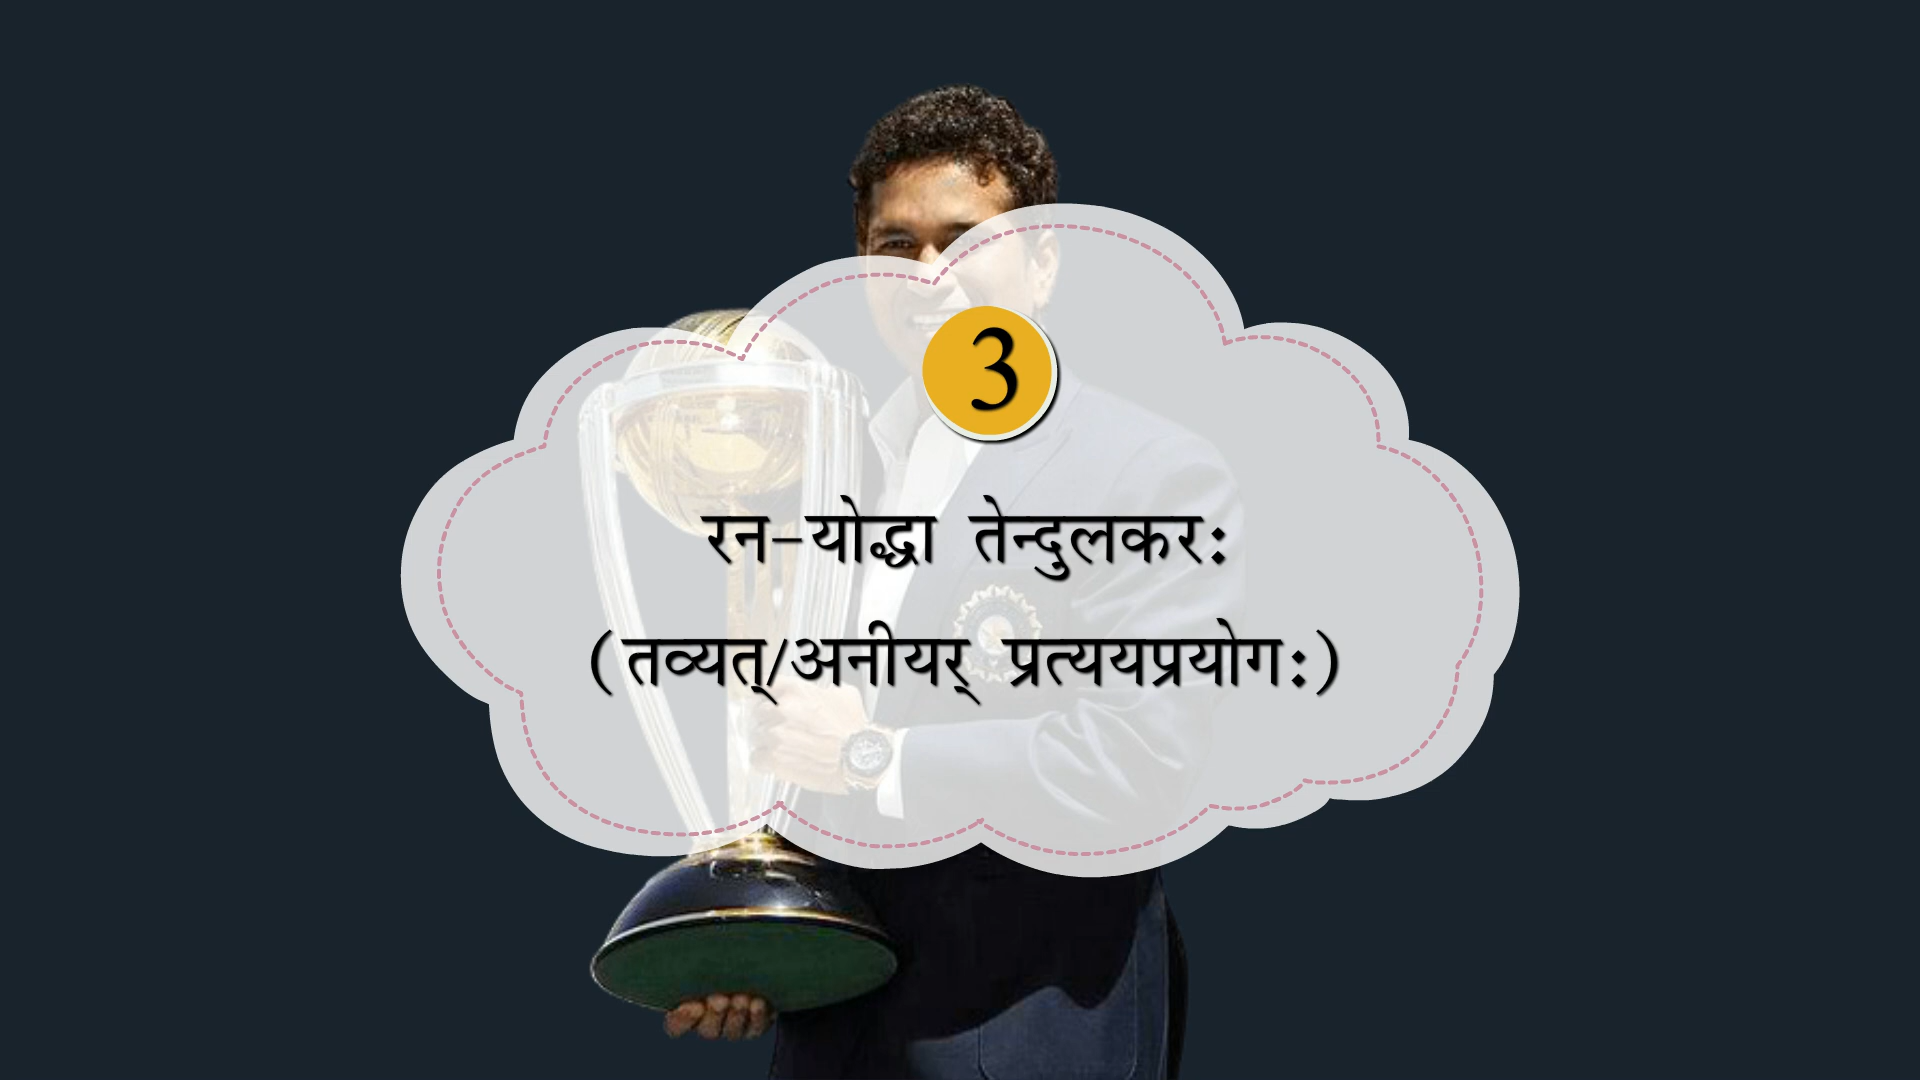 3
रन-योद्धा तेन्दुलकरः
(तव्यत्/अनीयर् प्रत्ययप्रयोगः)